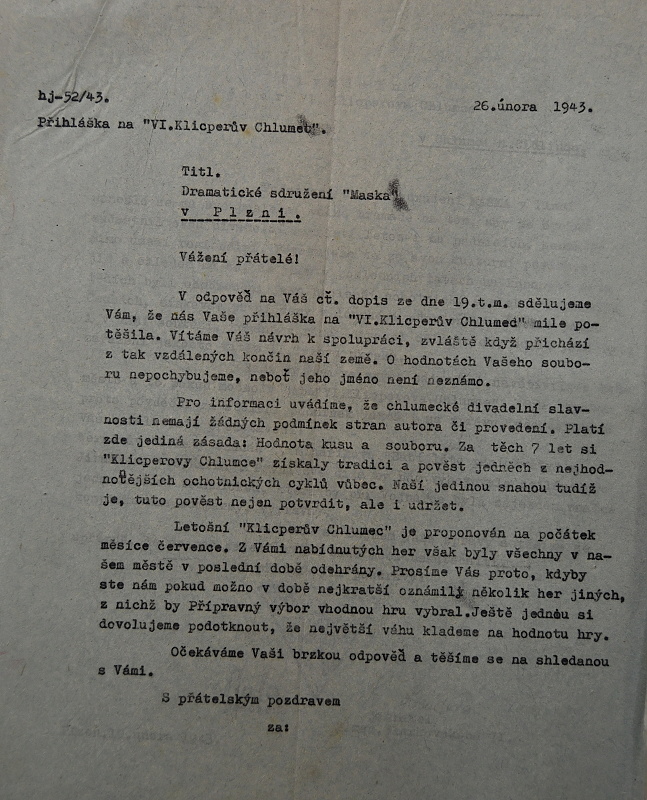 hj-52/43.
26.února 1943.
Přihláška na "VI.Klicperův Chlumec".
Titl.
Dramatické sdružení "Maska"
v Plzni.
Vážení přátelé!
V odpověď na Váš ct. dopis ze dne 19.t.m. sdělujeme
Vám, že nás Vaše přihláška na "VI.Klicperův Chlumed" mile po-
těšila. Vítáme Váš návrh k spolupráci, zvláště když přichází
z tak vzdálených končin naší země. O hodnotách Vašeho soubo-
ru nepochybujeme, neboť jeho jméno není neznámo.
Pro informaci uvádíme, že chlumecké divadelní slav-
nosti nemají žádných podmínek stran autora či provedení. Platí
zde jediná zásada: Hodnota kusu a souboru. Za těch 7 let si
"Klicperovy Chlumce" získaly tradici a pověst jedněch z nejhod-
notějších ochotnických cyklů vůbec. Naší jedinou snahou tudíž
je, tuto pověst nejen potvrdit, ale i udržet.
Letošní "Klicperův Chlumec" je proponován na počátek
měsíce července. Z Vámi nabídnutých her však byly všechny v na-
šem městě v poslední době odehrány. Prosíme Vás proto, kdyby
ste nám pokud možno v době nejkratší oznámily několik her jiných,
z nichž by Přípravný výbor vhodnou hru vybral.Ještě jednou si
dovolujeme podotknout, že největší váhu klademe na hodnotu hry.
Očekáváme Vaši brzkou odpověď a těšíme se na shledanou
s Vámi.
S přátelským pozdravem
za: